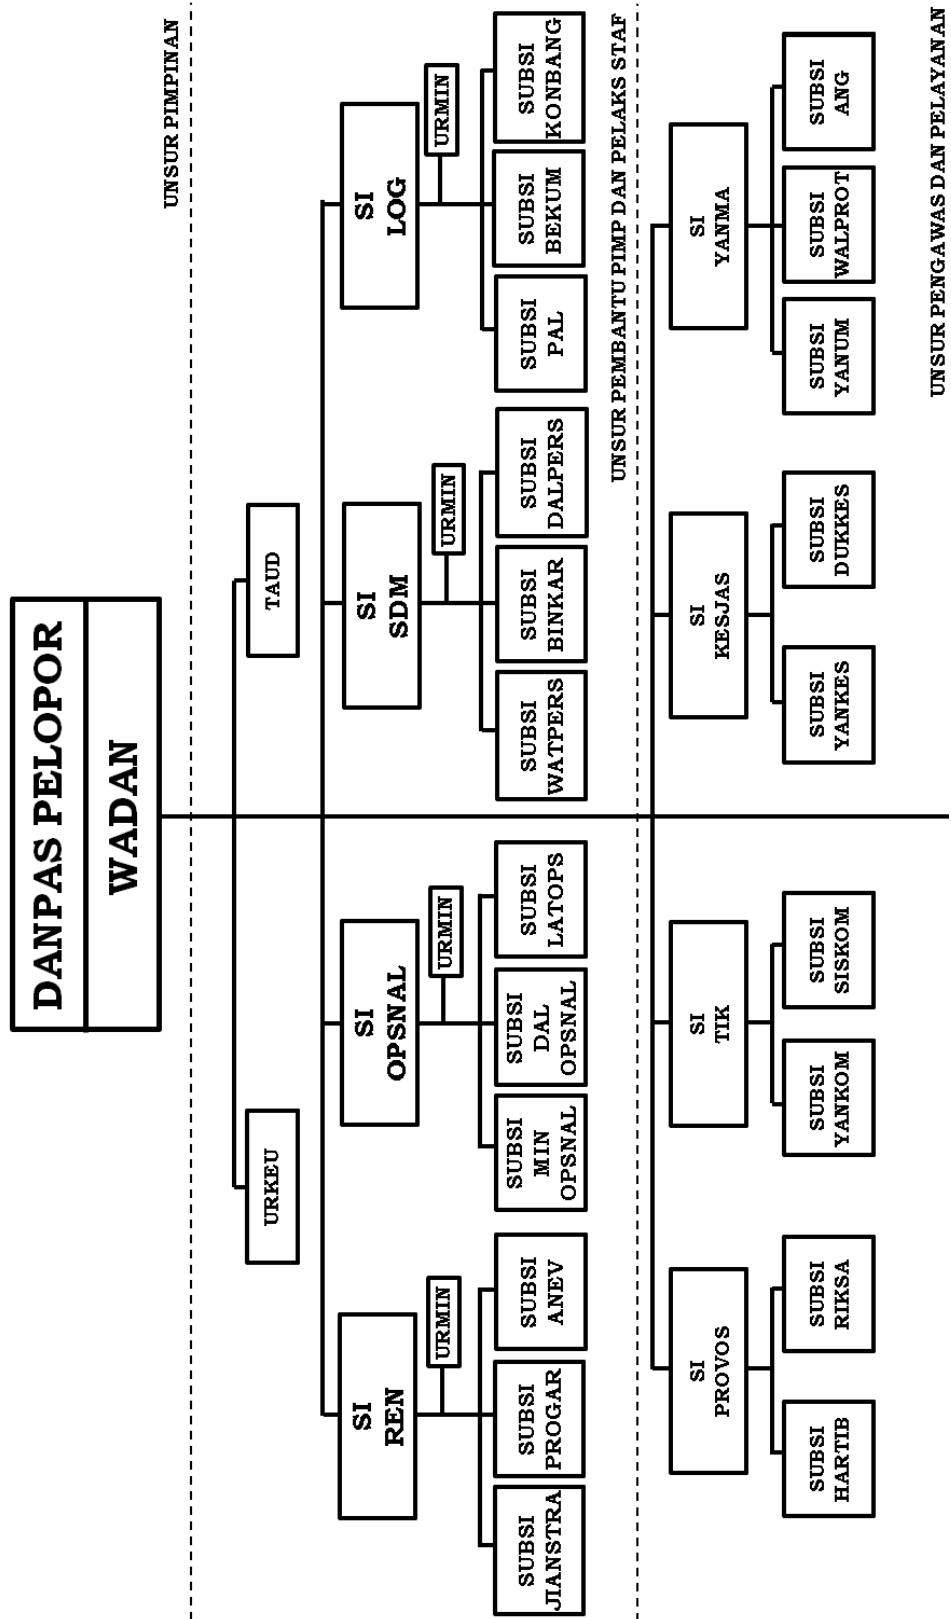 DANPAS PELOPOR
WADAN
UNSUR PIMPINAN
URKEU
TAUD
SI
REN
URMIN
SUBSI
JIANSTRA
SUBSI
PROGAR
SUBSI
ANEV
SI
OPSNAL
URMIN
SUBSI
MIN
OPSNAL
SUBSI
DAL
OPSNAL
SUBSI
LATOPS
SI
SDM
URMIN
SUBSI
WATPERS
SUBSI
BINKAR
SUBSI
DALPERS
SI
LOG
URMIN
SUBSI
PAL
SUBSI
BEKUM
SUBSI
KONBANG
UNSUR PEMBANTU PIMP DAN PELAKS STAF
SI
PROVOS
SUBSI
HARTIB
SUBSI
RIKSA
SI
TIK
SUBSI
YANKOM
SUBSI
SISKOM
SI
KESJAS
SUBSI
YANKES
SUBSI
DUKKES
SI
YANMA
SUBSI
YANUM
SUBSI
WALPROT
SUBSI
ANG
UNSUR PENGAWAS DAN PELAYANAN